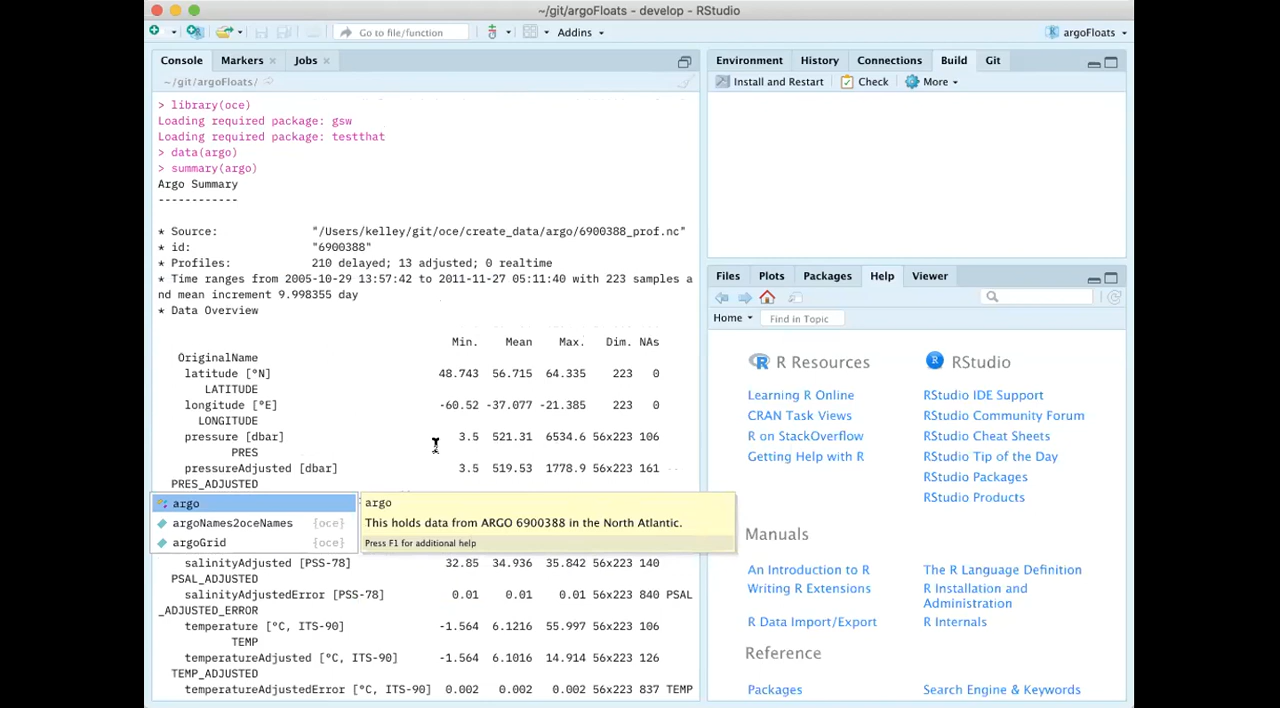 ~/git/argoFloats - develop - RStudio
Go to file/function
Addins
argoFloats
Console
Markers
Jobs
~/git/argoFloats/
> library(oce)
Loading required package: gsw
Loading required package: testthat
> data(argo)
> summary(argo)
Argo Summary
------------
* Source: "/Users/kelley/git/oce/create_data/argo/6900388_prof.nc"
* id: "6900388"
* Profiles: 210 delayed; 13 adjusted; 0 realtime
* Time ranges from 2005-10-29 13:57:42 to 2011-11-27 05:11:40 with 223 samples a
nd mean increment 9.998355 day
* Data Overview
Min. Mean Max. Dim. NAs
OriginalName
latitude [°N] 48.743 56.715 64.335 223 0
LATITUDE
longitude [°E] -60.52 -37.077 -21.385 223 0
LONGITUDE
pressure [dbar] 3.5 521.31 6534.6 56x223 106
PRES
pressureAdjusted [dbar] 3.5 519.53 1778.9 56x223 161
PRES_ADJUSTED
argo
argoNames2oceNames {oce}
argoGrid {oce}
argo
This holds data from ARGO 6900388 in the North Atlantic.
Press F1 for additional help
salinityAdjusted [PSS-78] 32.85 34.936 35.842 56x223 140
PSAL_ADJUSTED
salinityAdjustedError [PSS-78] 0.01 0.01 0.01 56x223 840 PSAL
_ADJUSTED_ERROR
temperature [°C, ITS-90] -1.564 6.1216 55.997 56x223 106
TEMP
temperatureAdjusted [°C, ITS-90] -1.564 6.1016 14.914 56x223 126
TEMP_ADJUSTED
temperatureAdjustedError [°C, ITS-90] 0.002 0.002 0.002 56x223 837 TEMP
Environment
History
Connections
Build
Git
Install and Restart
Check
More
Files
Plots
Packages
Help
Viewer
Home
Find in Topic
R Resources
Learning R Online
CRAN Task Views
R on StackOverflow
Getting Help with R
RStudio
RStudio IDE Support
RStudio Community Forum
RStudio Cheat Sheets
RStudio Tip of the Day
RStudio Packages
RStudio Products
Manuals
An Introduction to R
Writing R Extensions
R Data Import/Export
The R Language Definition
R Installation and
Administration
R Internals
Reference
Packages
Search Engine & Keywords